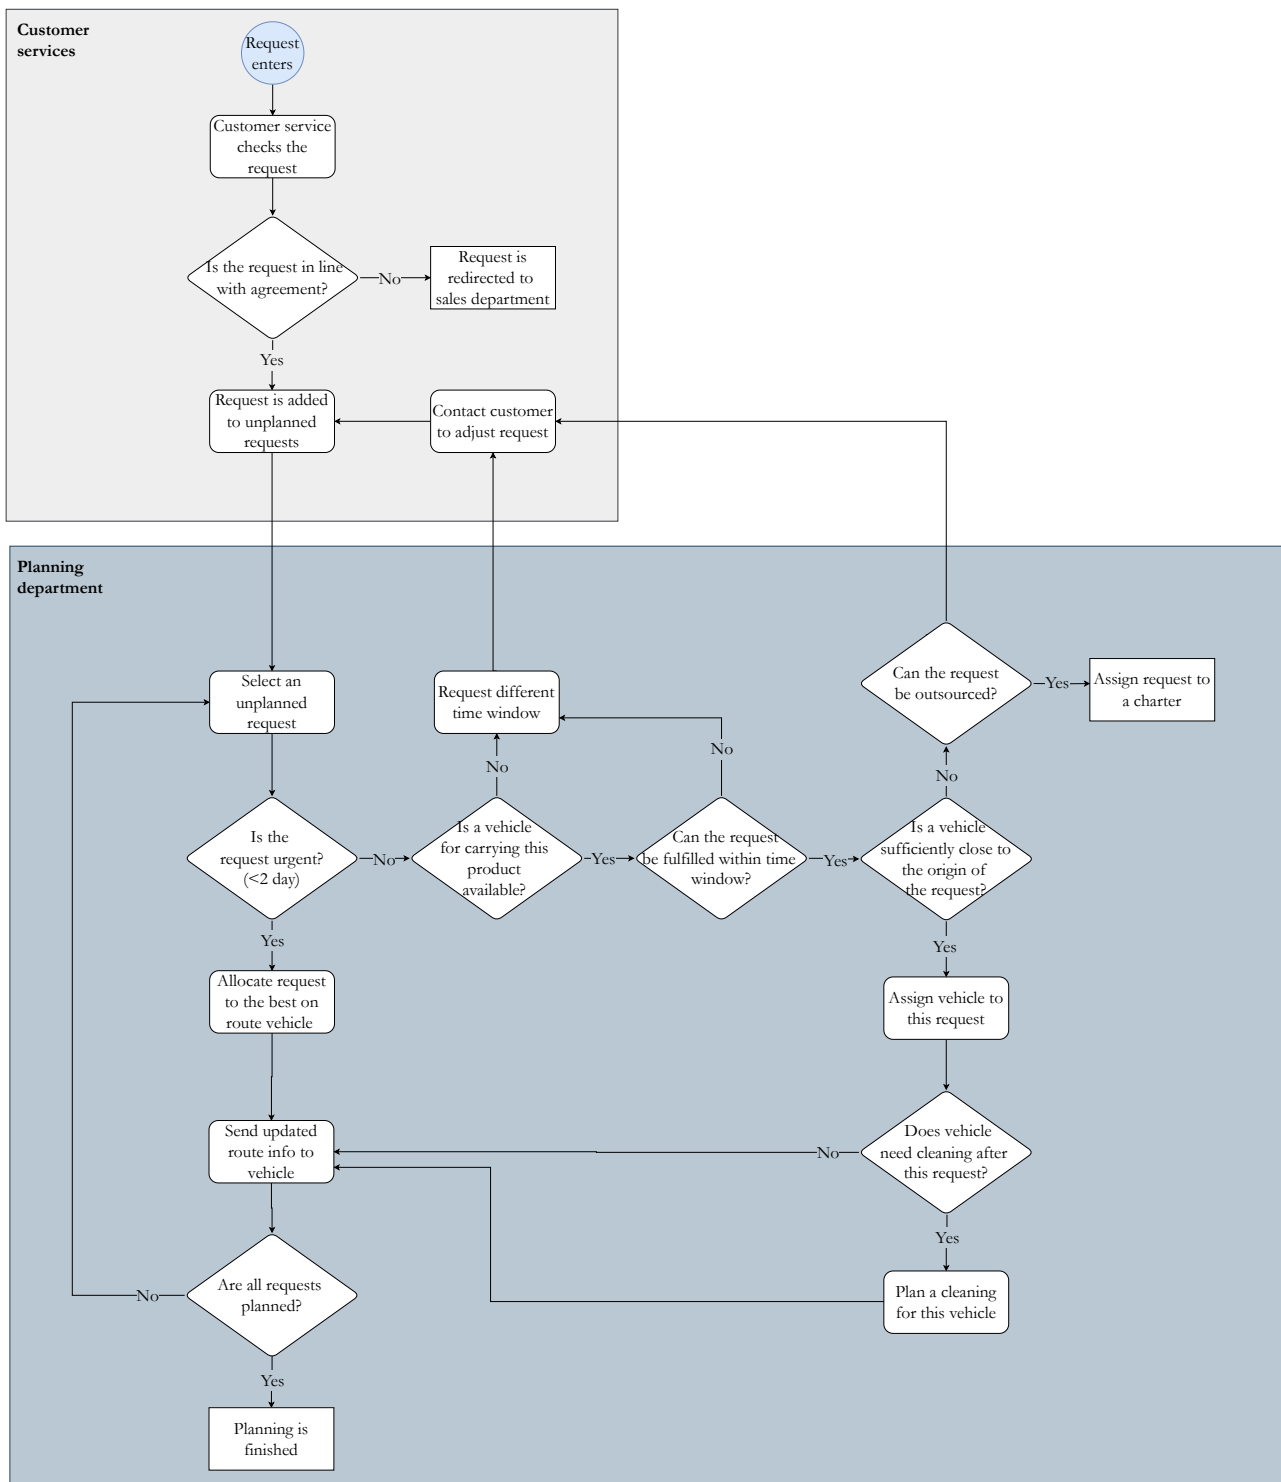 Customer
services
Request
enters
Customer service
checks the
request
Is the request in line
with agreement?
No
Request is
redirected to
sales department
Yes
Request is added
to unplanned
requests
Contact customer
to adjust request
Planning
department
Select an
unplanned
request
Request different
time window
Can the request
be outsourced?
Yes
Assign request to
a charter
No
No
No
Is the
request urgent?
(<2 day)
No
Is a vehicle
for carrying this
product
available?
Yes
Can the request
be fulfilled within time
window?
Yes
Is a vehicle
sufficiently close to
the origin of
the request?
Yes
Yes
Allocate request
to the best on
route vehicle
Assign vehicle to
this request
Send updated
route info to
vehicle
No
Does vehicle
need cleaning after
this request?
Yes
Are all requests
planned?
No
Plan a cleaning
for this vehicle
Yes
Planning is
finished